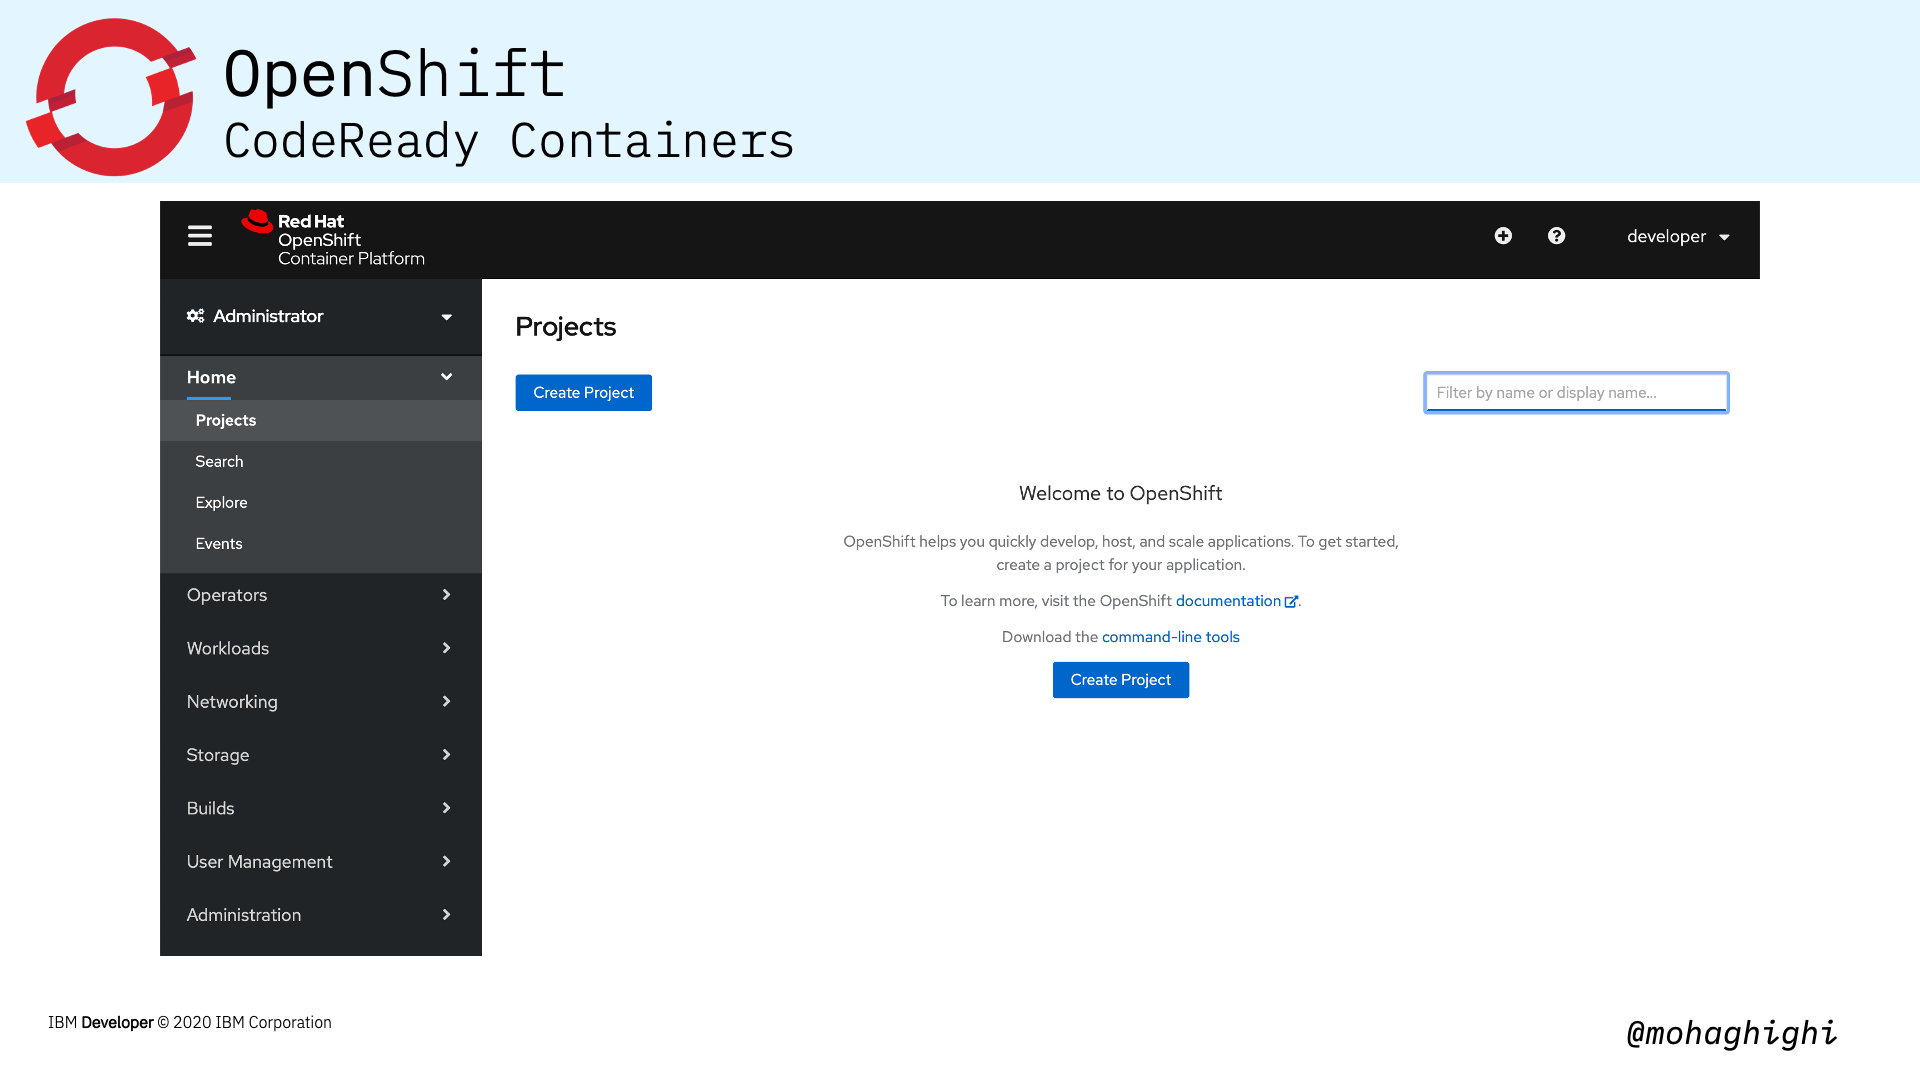 OpenShift
CodeReady Containers
Red Hat
OpenShift
Container Platform
developer
Administrator
Home
Projects
Search
Explore
Events
Operators
Workloads
Networking
Storage
Builds
User Management
Administration
Projects
Create Project
Filter by name or display name...
Welcome to OpenShift
OpenShift helps you quickly develop, host, and scale applications. To get started,
create a project for your application.
To learn more, visit the OpenShift documentation.
Download the command-line tools
Create Project
IBM Developer © 2020 IBM Corporation
@mohaghighi